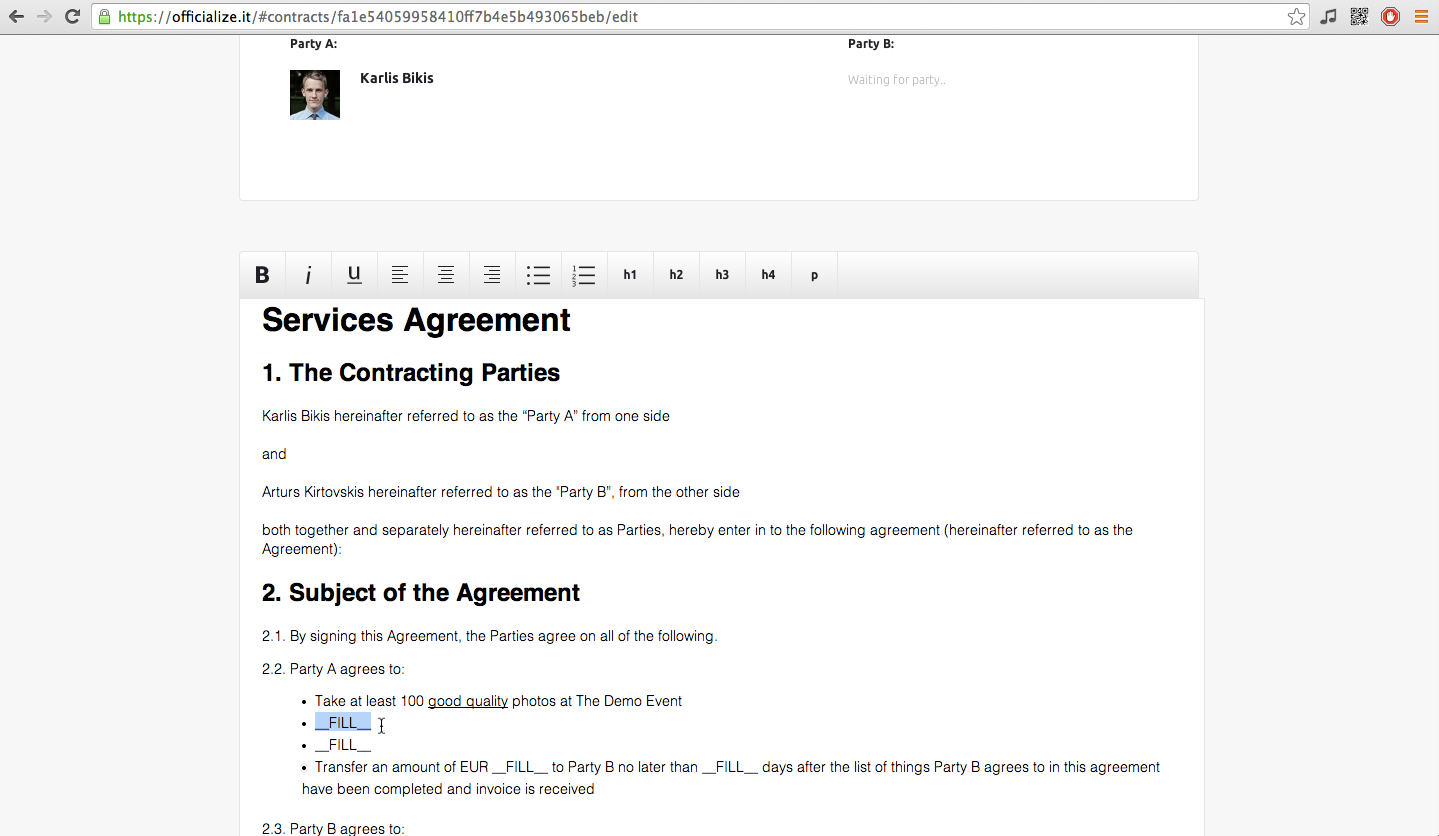 https://officialize.it/#contracts/fa1e54059958410ff7b4e5b493065beb/edit
Party A:
Party B:
Karlis Bikis
Waiting for party..
B i U 1 2 3 h1 h2 h3 h4 p
Services Agreement
1. The Contracting Parties
Karlis Bikis hereinafter referred to as the “Party A” from one side
and
Arturs Kirtovskis hereinafter referred to as the "Party B", from the other side
both together and separately hereinafter referred to as Parties, hereby enter in to the following agreement (hereinafter referred to as the
Agreement):
2. Subject of the Agreement
2.1. By signing this Agreement, the Parties agree on all of the following.
2.2. Party A agrees to:
• Take at least 100 good quality photos at The Demo Event
• __FILL__
• __FILL__
• Transfer an amount of EUR __FILL__ to Party B no later than __FILL__ days after the list of things Party B agrees to in this agreement
have been completed and invoice is received
2.3. Party B agrees to: